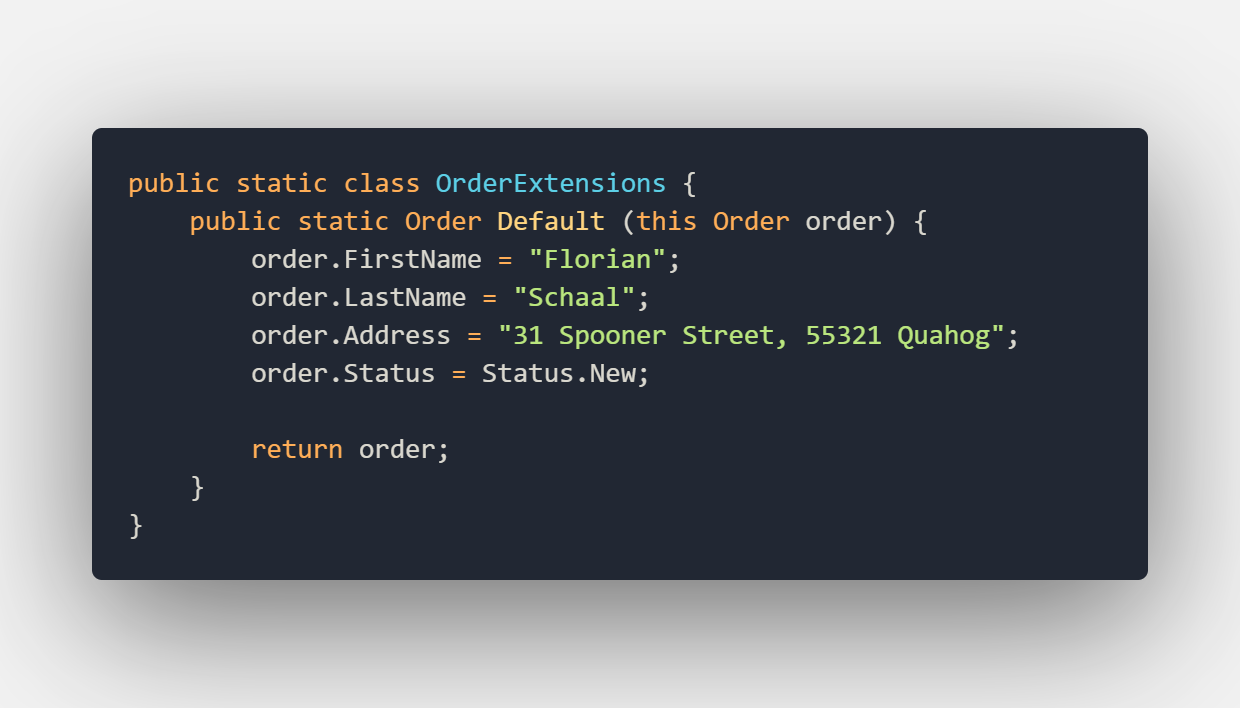 public static class OrderExtensions {
    public static Order Default (this Order order) {
        order.FirstName = "Florian";
        order.LastName = "Schaal";
        order.Address = "31 Spooner Street, 55321 Quahog";
        order.Status = Status.New;

        return order;
    }
}